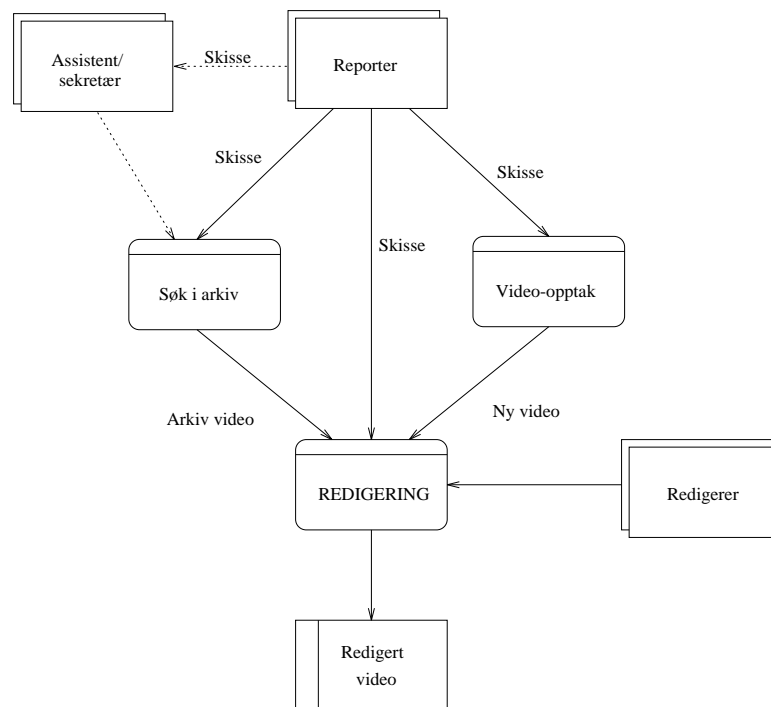 Assistent/
sekretær
Skisse
Reporter
Skisse
Skisse
Skisse
Søk i arkiv
Video-opptak
Arkiv video
Ny video
REDIGERING
Redigerer
Redigert
video